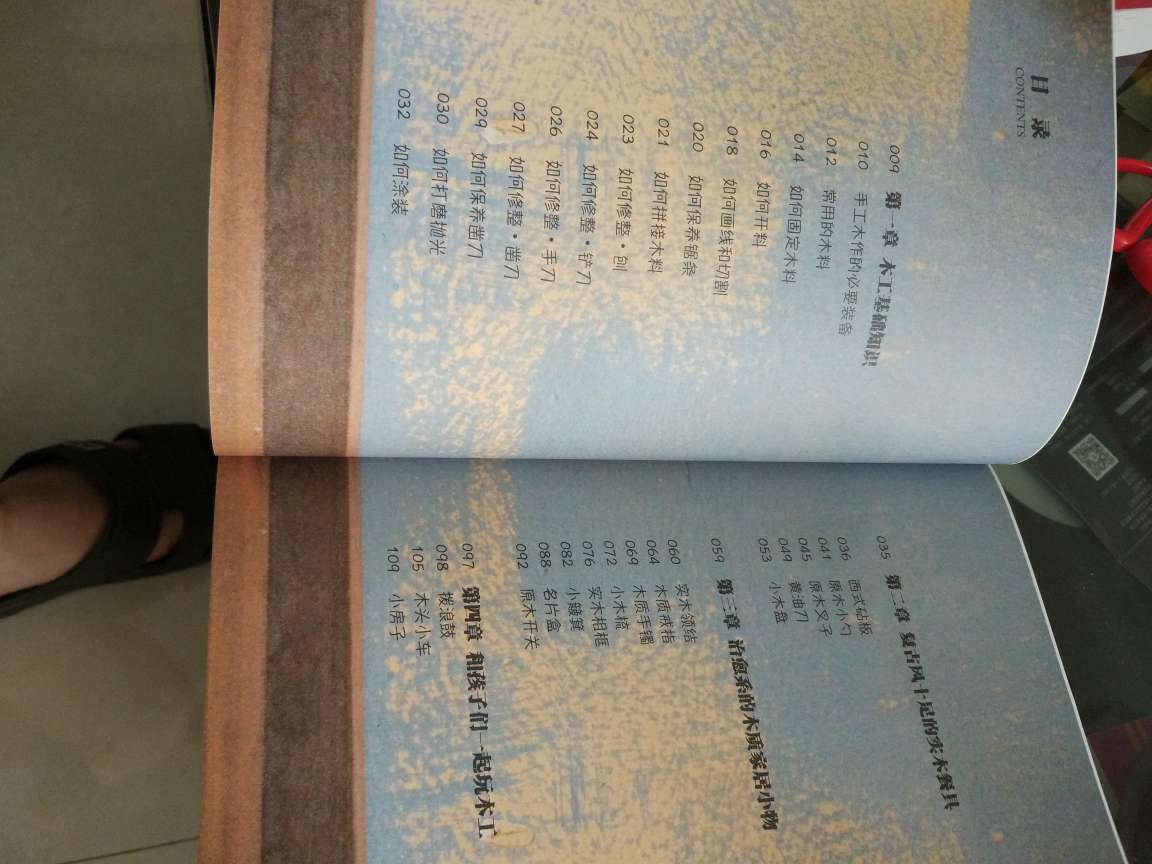 目 录
CONTENTS
009 第一章 木工基础知识
010 手工木作的必要装备
012 常用的木料
014 如何固定木料
016 如何开料
018 如何画线和切割
020 如何保养锯条
021 如何拼接木料
023 如何修整·刨
024 如何修整·铲刀
026 如何修整·手刀
027 如何修整·凿刀
029 如何保养凿刀
030 如何打磨抛光
032 如何涂装
035 第二章 复古风十足的实木餐具
036 西式砧板
041 原木小勺
045 原木叉子
049 黄油刀
053 小木盘
059 第三章 治愈系的木质家居小物
060 实木领结
064 木质戒指
069 木质手镯
072 小木梳
076 实木相框
082 小簸箕
088 名片盒
092 原木开关
097 第四章 和孩子们一起玩木工
098 拨浪鼓
105 木头小车
109 小房子